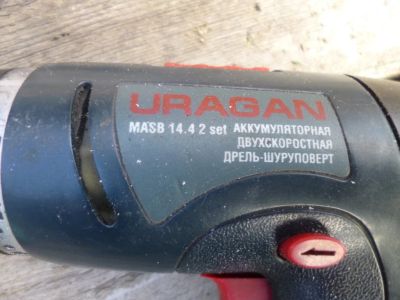 URAGAN
MASB 14.4 2 set АККУМУЛЯТОРНАЯ
ДВУХСКОРОСТНАЯ
ДРЕЛЬ-ШУРУПОВЕРТ